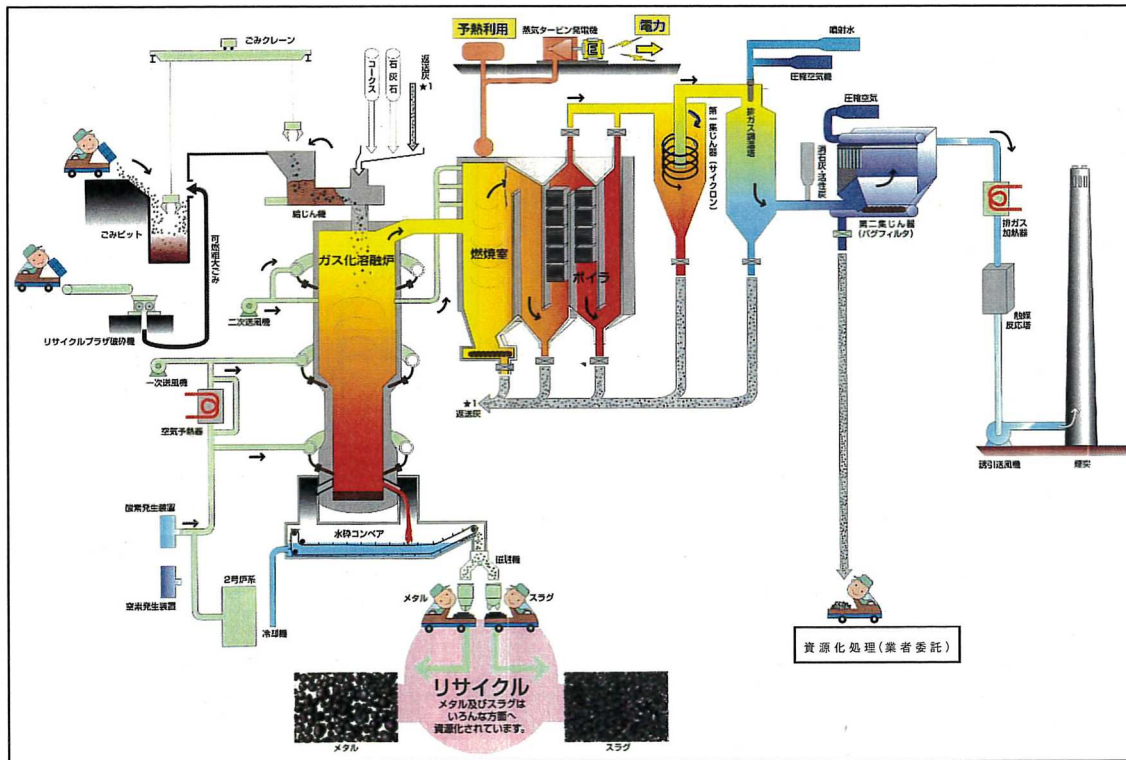 ごみクレーン
予熱利用
蒸気タービン発電機
電力
噴射水
圧縮空気機
コークス
石灰石
返送灰
★1
第一集じん器(サイクロン)
排ガス調温塔
圧縮空気
消石灰・活性炭
給じん機
ごみピット
可燃粗大ごみ
ガス化溶融炉
燃焼室
ボイラ
第二集じん器
(バグフィルタ)
排ガス
加熱器
二次送風機
リサイクルプラザ破砕機
触媒
反応塔
一次送風機
★1
返送灰
空気予熱器
誘引送風機
煙突
酸素発生装置
水砕コンベア
磁選機
窒素発生装置
2号炉系
冷却機
メタル
スラグ
資源化処理(業者委託)
リサイクル
メタル及びスラグは
いろんな方面へ
資源化されています。
メタル
スラグ